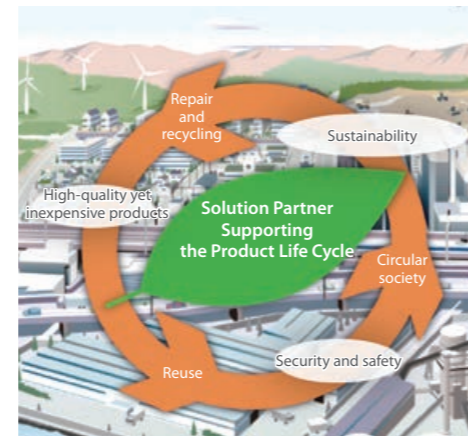 Repair
and
recycling
Sustainability
High-quality yet
inexpensive products
Solution Partner
Supporting
the Product Life Cycle
Circular
society
Security and safety
Reuse